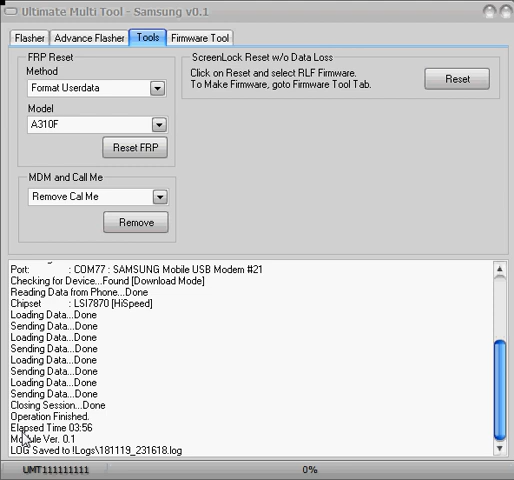 Ultimate Multi Tool - Samsung v0.1
Flasher Advance Flasher Tools Firmware Tool
FRP Reset
Method
Format Userdata
Model
A310F
Reset FRP
MDM and Call Me
Remove Cal Me
Remove
ScreenLock Reset w/o Data Loss
Click on Reset and select RLF Firmware.
To Make Firmware, goto Firmware Tool Tab.
Reset
Port: : COM77 : SAMSUNG Mobile USB Modem #21
Checking for Device...Found [Download Mode]
Reading Data from Phone...Done
Chipset : LSI7870 [HiSpeed]
Loading Data...Done
Sending Data...Done
Loading Data...Done
Sending Data...Done
Loading Data...Done
Sending Data...Done
Loading Data...Done
Sending Data...Done
Closing Session...Done
Operation Finished.
Elapsed Time 03:56
Module Ver. 0.1
LOG Saved to !Logs\181119_231618.log
UMT111111111 0%